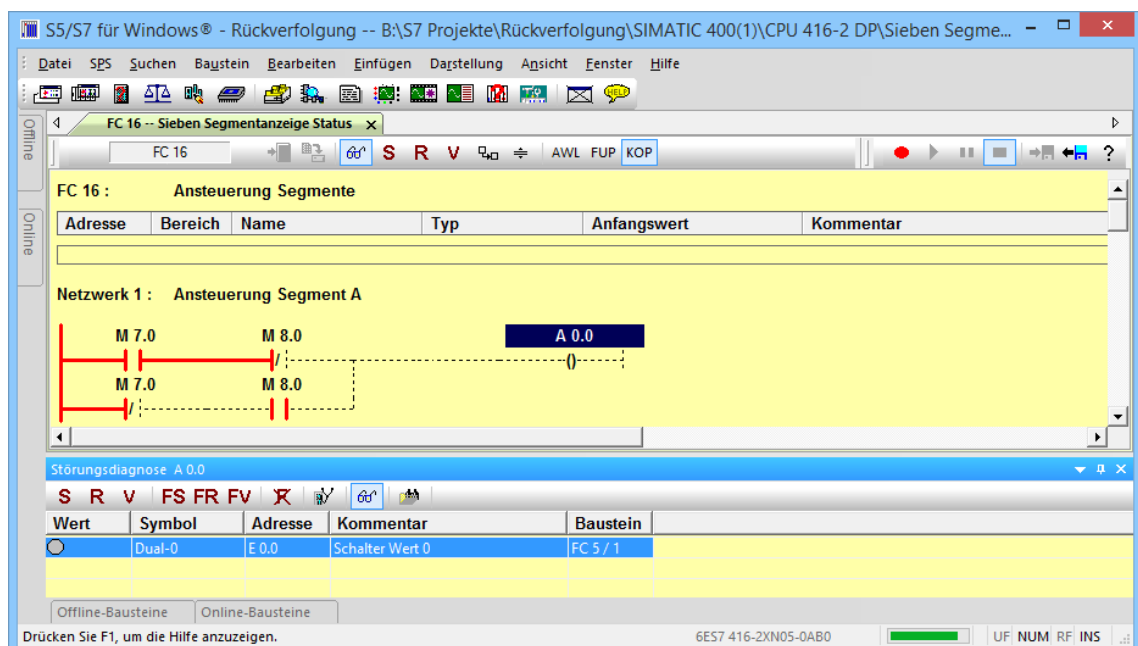 S5/S7 für Windows® - Rückverfolgung -- B:\S7 Projekte\Rückverfolgung\SIMATIC 400(1)\CPU 416-2 DP\Sieben Segme...
Datei SPS Suchen Baustein Bearbeiten Einfügen Darstellung Ansicht Fenster Hilfe
HELP
Offline
Online
FC 16 -- Sieben Segmentanzeige Status x
FC 16 S R V AWL FUP KOP ?
FC 16 : Ansteuerung Segmente
Adresse Bereich Name Typ Anfangswert Kommentar
Netzwerk 1 : Ansteuerung Segment A
M 7.0 M 8.0 A 0.0
M 7.0 M 8.0
Störungsdiagnose A 0.0
S R V FS FR FV
Wert Symbol Adresse Kommentar Baustein
Dual-0 E 0.0 Schalter Wert 0 FC 5 / 1
Offline-Bausteine Online-Bausteine
Drücken Sie F1, um die Hilfe anzuzeigen. 6ES7 416-2XN05-0AB0 UF NUM RF INS